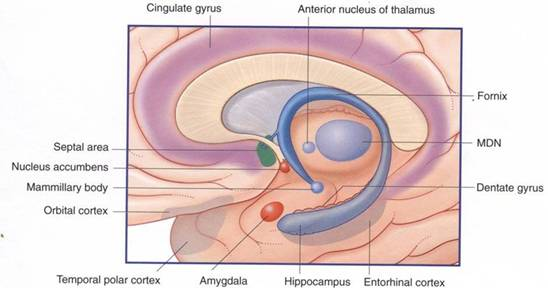 Cingulate gyrus
Anterior nucleus of thalamus
Fornix
Septal area
MDN
Nucleus accumbens
Mammillary body
Dentate gyrus
Orbital cortex
Temporal polar cortex
Amygdala
Hippocampus
Entorhinal cortex